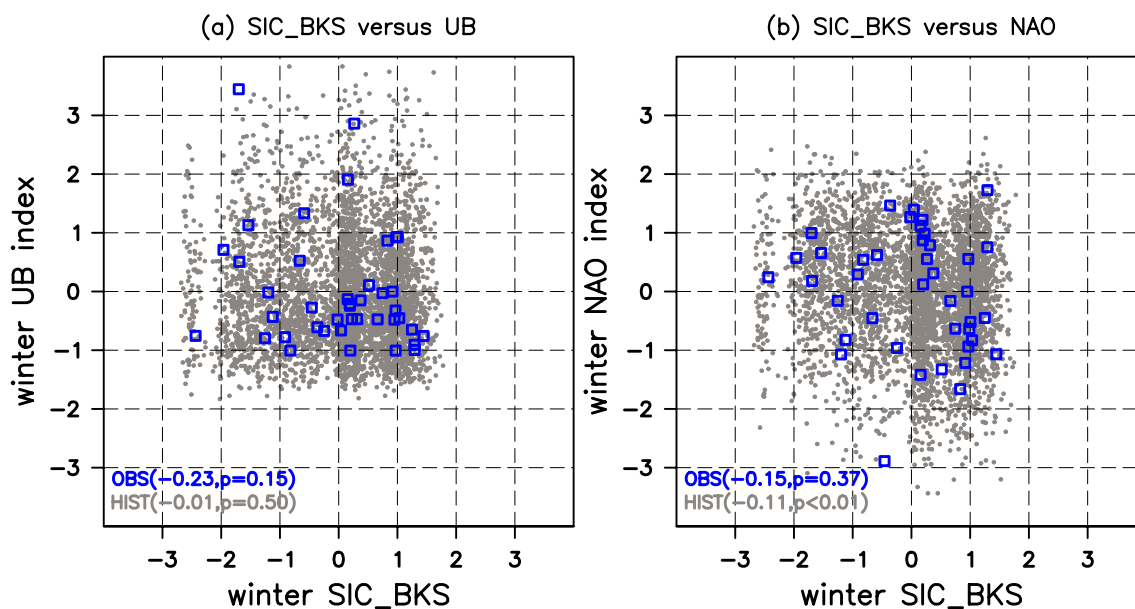 (a) SIC_BKS versus UB
(b) SIC_BKS versus NAO
winter UB index
3
2
1
0
−1
−2
−3
OBS(−0.23,p=0.15)
HIST(−0.01,p=0.50)
−3 −2 −1 0 1 2 3
winter SIC_BKS
winter NAO index
3
2
1
0
−1
−2
−3
OBS(−0.15,p=0.37)
HIST(−0.11,p<0.01)
−3 −2 −1 0 1 2 3
winter SIC_BKS